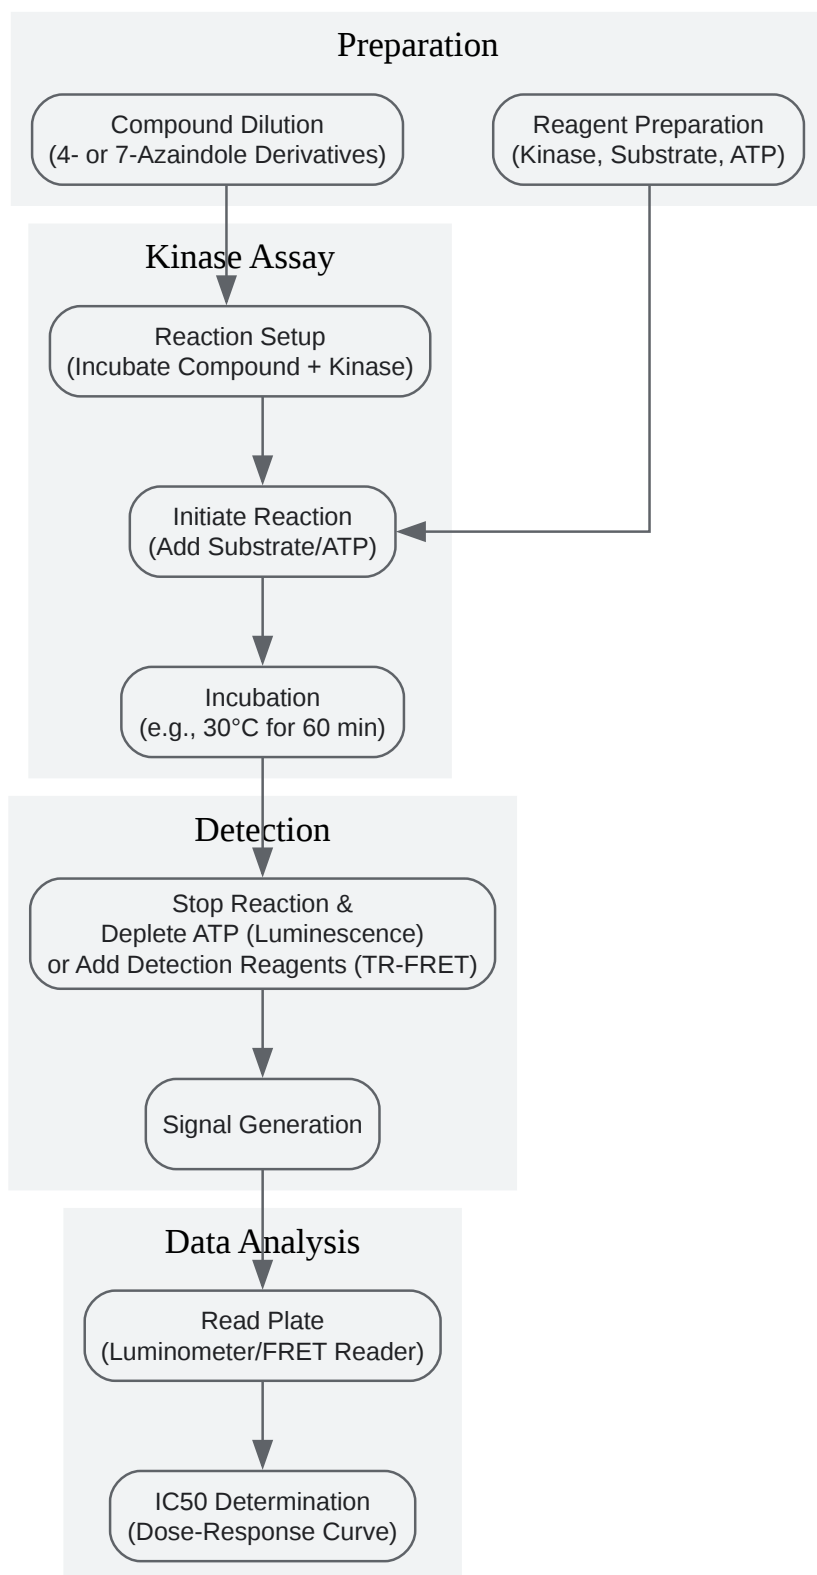 Preparation
Compound Dilution
(4- or 7-Azaindole Derivatives)
Reagent Preparation
(Kinase, Substrate, ATP)
Kinase Assay
Reaction Setup
(Incubate Compound + Kinase)
Initiate Reaction
(Add Substrate/ATP)
Incubation
(e.g., 30°C for 60 min)
Detection
Stop Reaction &
Deplete ATP (Luminescence)
or Add Detection Reagents (TR-FRET)
Signal Generation
Data Analysis
Read Plate
(Luminometer/FRET Reader)
IC50 Determination
(Dose-Response Curve)